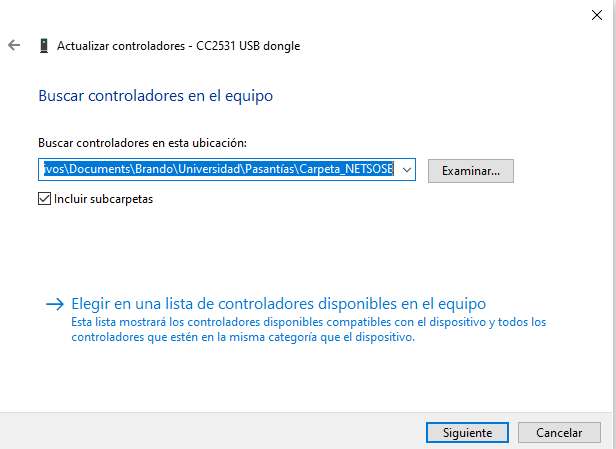 Actualizar controladores - CC2531 USB dongle
Buscar controladores en el equipo
Buscar controladores en esta ubicación:
ivos\Documents\Brando\Universidad\Pasantías\Carpeta_NETSOSE
Examinar...
Incluir subcarpetas
Elegir en una lista de controladores disponibles en el equipo
Esta lista mostrará los controladores disponibles compatibles con el dispositivo y todos los
controladores que estén en la misma categoría que el dispositivo.
Siguiente
Cancelar